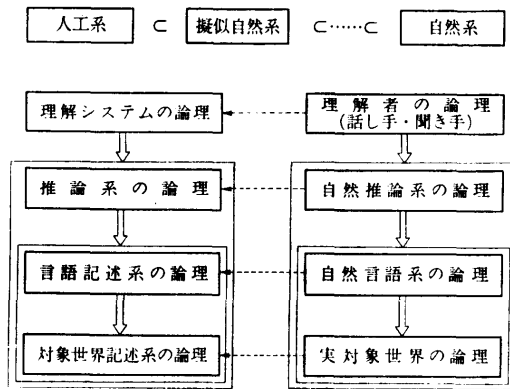 人工系 ⊂ 擬似自然系 ⊂……⊂ 自然系
理解システムの論理
理解者の論理
(話し手・聞き手)
推論系の論理
自然推論系の論理
言語記述系の論理
自然言語系の論理
対象世界記述系の論理
実対象世界の論理